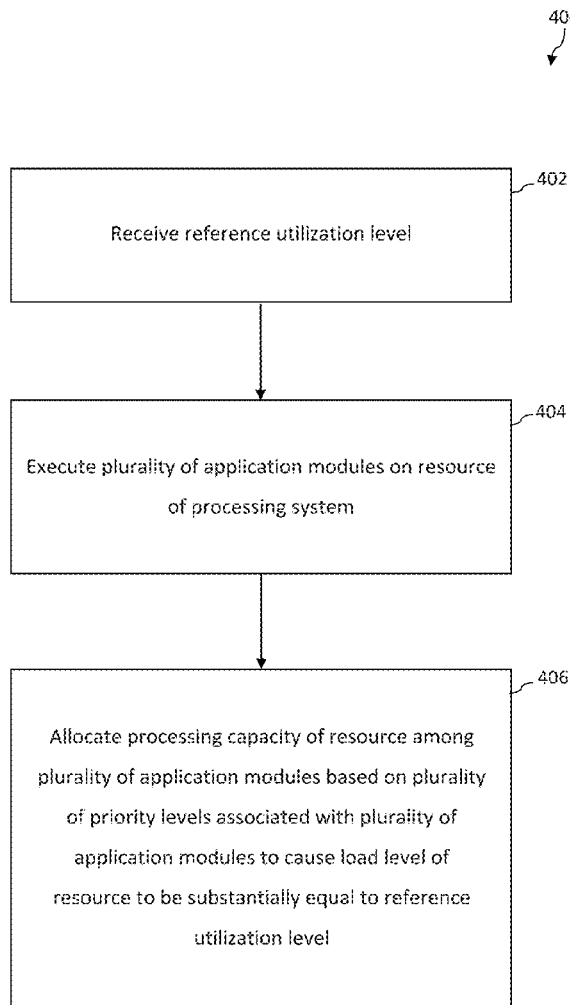 40
402
Receive reference utilization level
404
Execute plurality of application modules on resource
of processing system
406
Allocate processing capacity of resource among
plurality of application modules based on plurality
of priority levels associated with plurality of
application modules to cause load level of
resource to be substantially equal to reference
utilization level